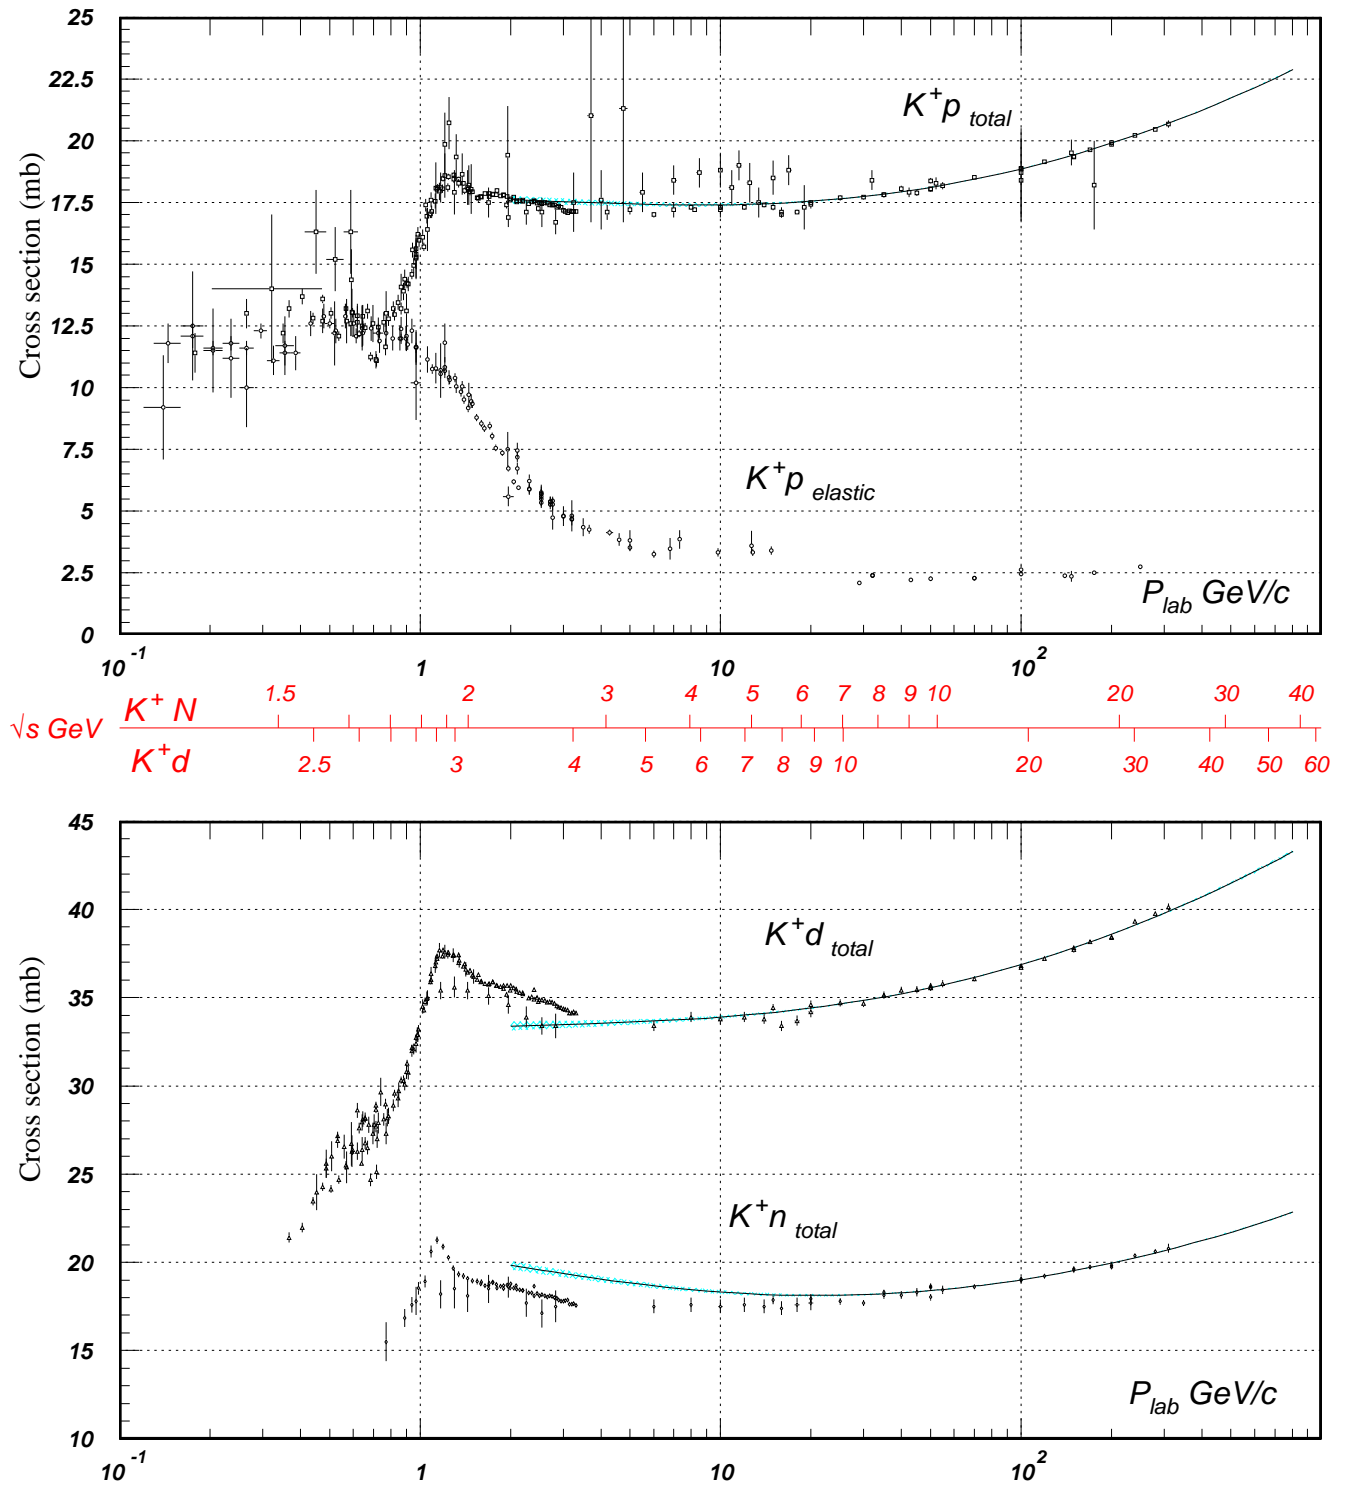 25
22.5
20
17.5
15
12.5
10
7.5
5
2.5
0
Cross section (mb)
K⁺p total
K⁺p elastic
P lab GeV/c
10⁻¹ 1 10 10²
1.5 2 3 4 5 6 7 8 9 10 20 30 40
K⁺ N
√s GeV
K⁺d
2.5 3 4 5 6 7 8 9 10 20 30 40 50 60
45
40
35
30
25
20
15
10
Cross section (mb)
K⁺d total
K⁺n total
P lab GeV/c
10⁻¹ 1 10 10²